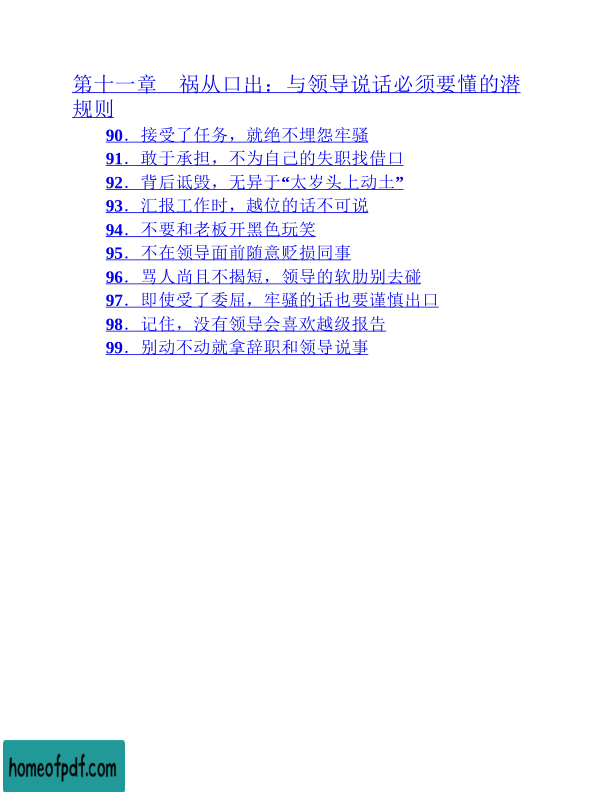 第十一章　祸从口出：与领导说话必须要懂的潜
规则
90．接受了任务，就绝不埋怨牢骚
91．敢于承担，不为自己的失职找借口
92．背后诋毁，无异于“太岁头上动土”
93．汇报工作时，越位的话不可说
94．不要和老板开黑色玩笑
95．不在领导面前随意贬损同事
96．骂人尚且不揭短，领导的软肋别去碰
97．即使受了委屈，牢骚的话也要谨慎出口
98．记住，没有领导会喜欢越级报告
99．别动不动就拿辞职和领导说事
homeofpdf.com